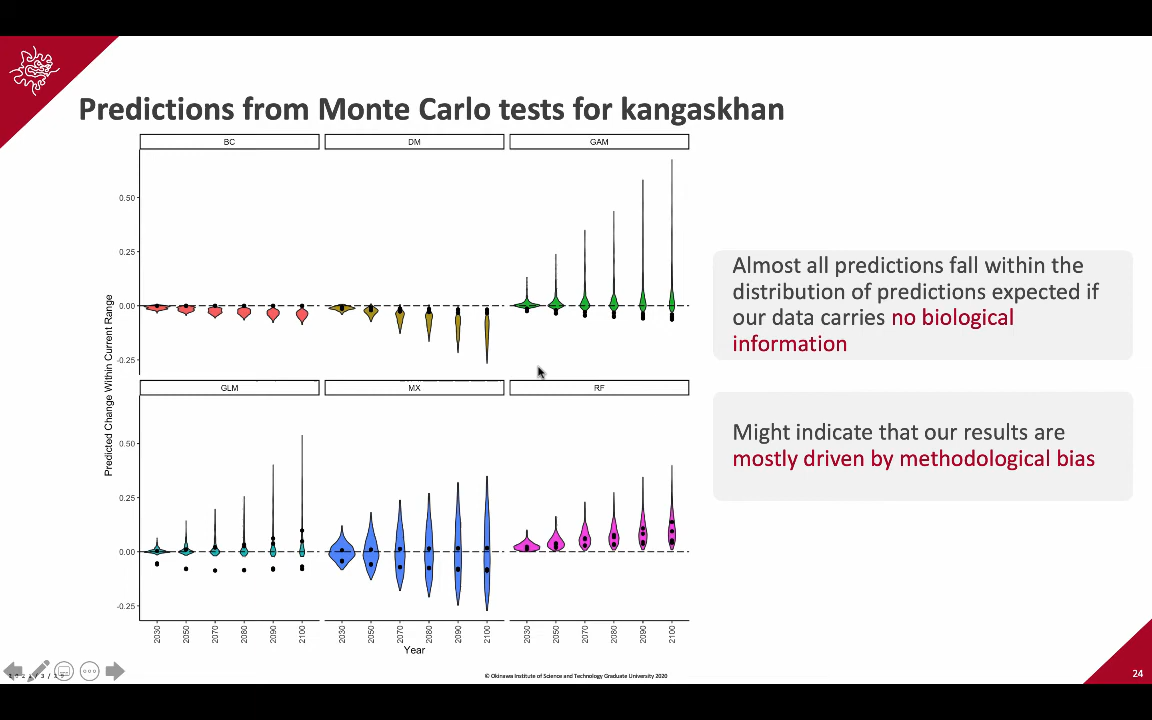 Predictions from Monte Carlo tests for kangaskhan
BC DM GAM
0.50
0.25
0.00
-0.25
Predicted Change Within Current Range
GLM MX RF
0.50
0.25
0.00
-0.25
2030 2050 2070 2080 2090 2100 2030 2050 2070 2080 2090 2100 2030 2050 2070 2080 2090 2100
Year
Almost all predictions fall within the
distribution of predictions expected if
our data carries no biological
information
Might indicate that our results are
mostly driven by methodological bias
© Okinawa Institute of Science and Technology Graduate University 2020
24